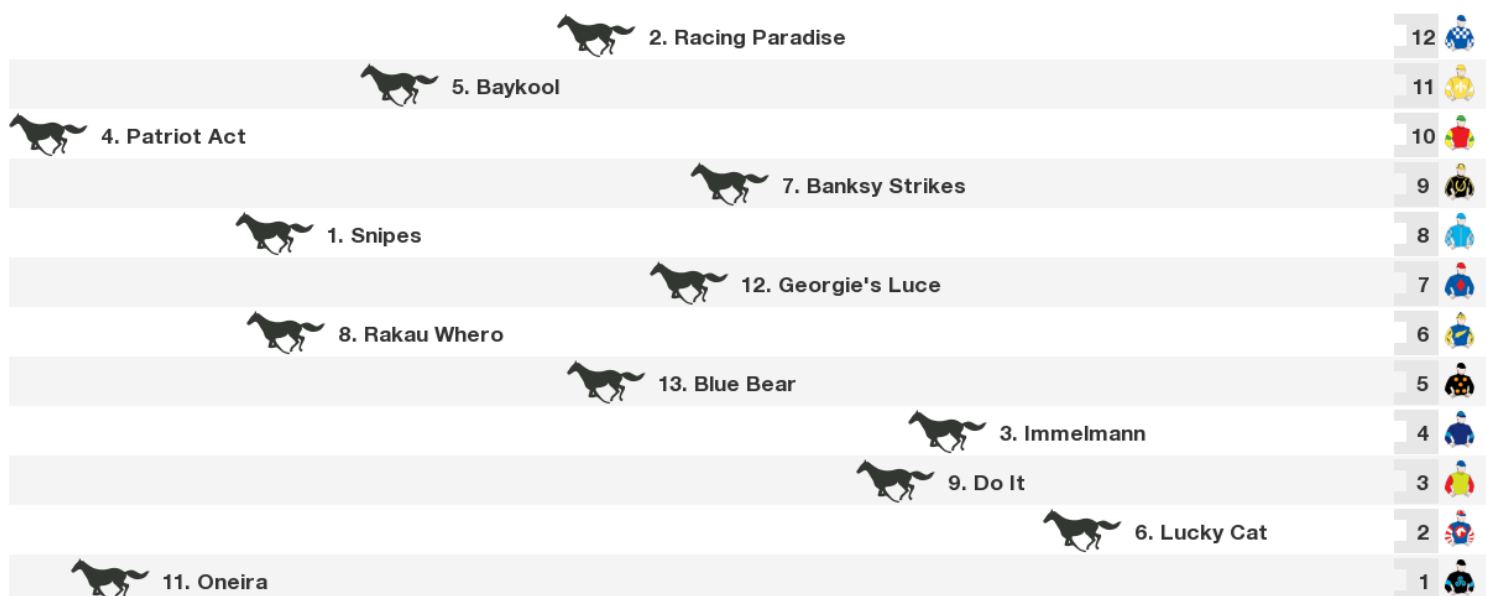 2. Racing Paradise 12
5. Baykool 11
4. Patriot Act 10
7. Banksy Strikes 9
1. Snipes 8
12. Georgie's Luce 7
8. Rakau Whero 6
13. Blue Bear 5
3. Immelmann 4
9. Do It 3
6. Lucky Cat 2
11. Oneira 1